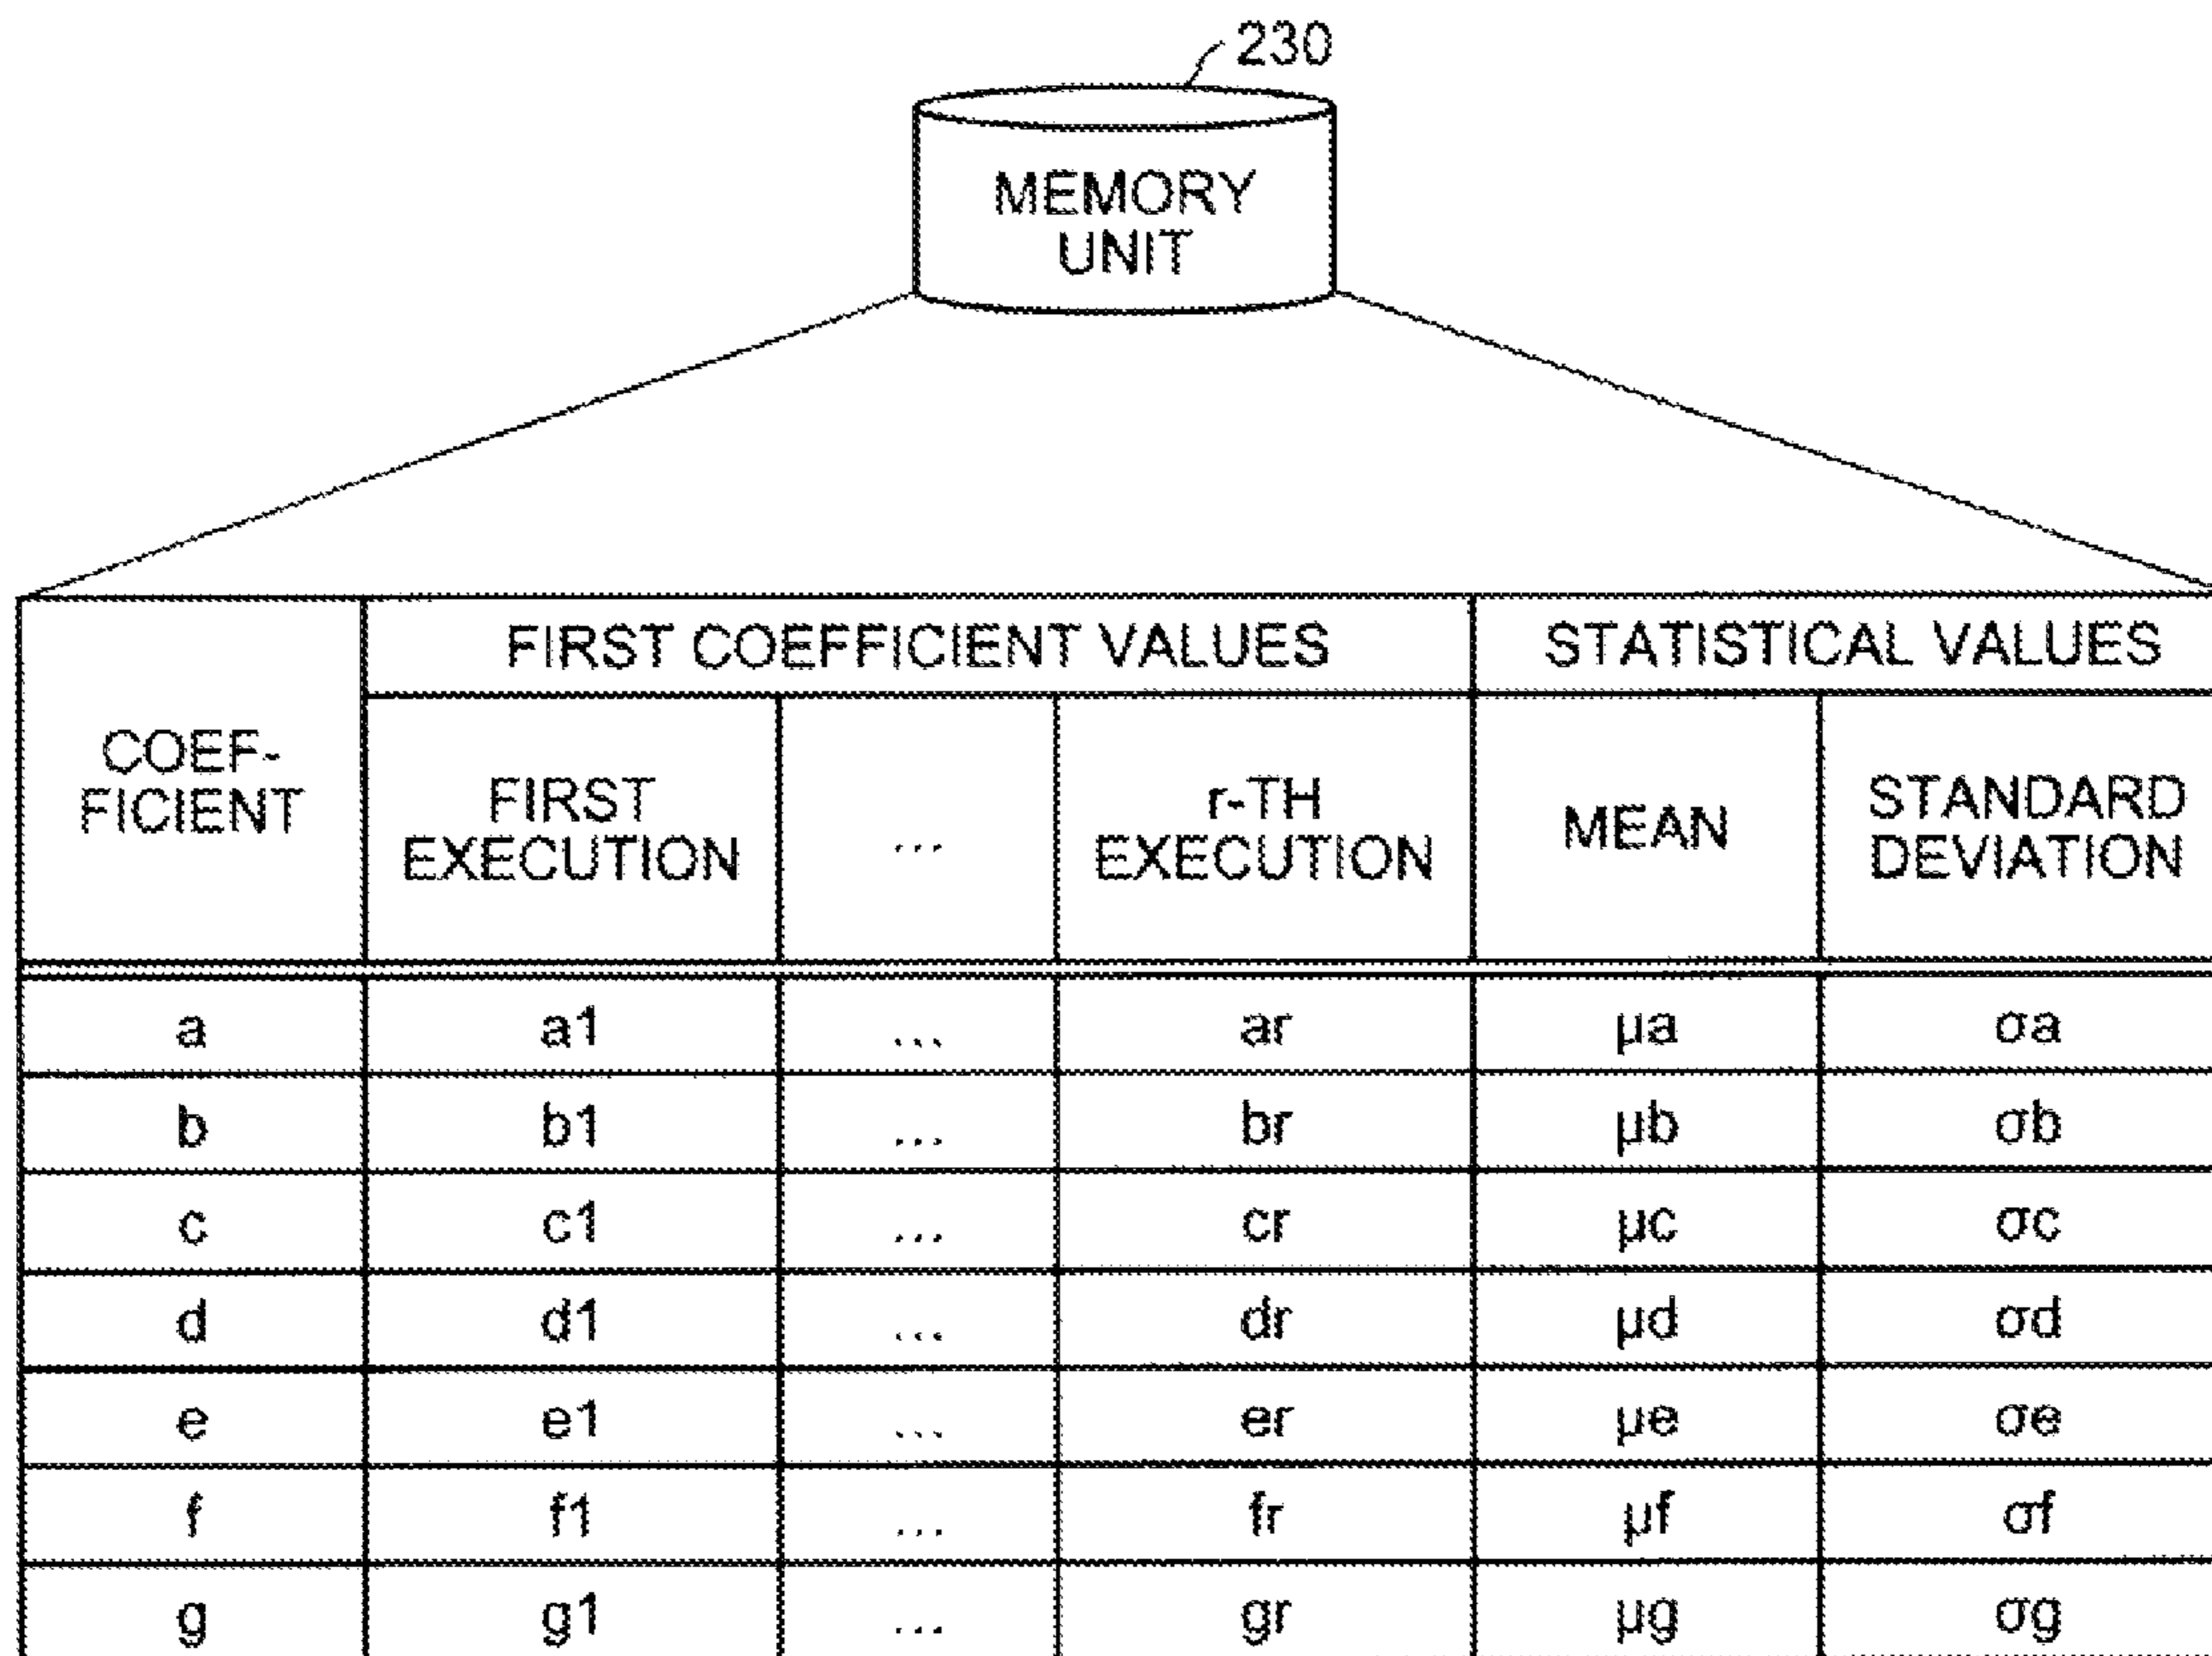 230
MEMORY
UNIT
FIRST COEFFICIENT VALUES STATISTICAL VALUES
COEF-
FICIENT
FIRST
EXECUTION
...
r-TH
EXECUTION
MEAN
STANDARD
DEVIATION
a a1 ... ar μa σa
b b1 ... br μb σb
c c1 ... cr μc σc
d d1 ... dr μd σd
e e1 ... er μe σe
f f1 ... fr μf σf
g g1 ... gr μg σg